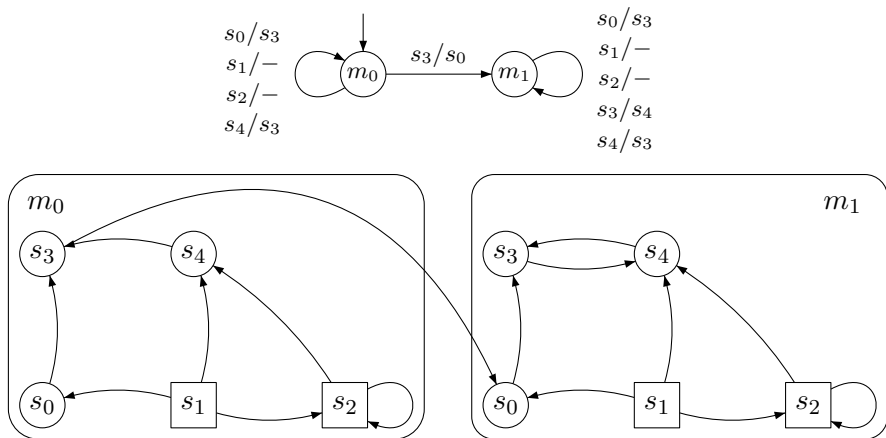 s₀/s₃
s₁/−
s₂/−
s₄/s₃
m₀
s₃/s₀
m₁
s₀/s₃
s₁/−
s₂/−
s₃/s₄
s₄/s₃
m₀
s₃
s₄
s₀
s₁
s₂
m₁
s₃
s₄
s₀
s₁
s₂